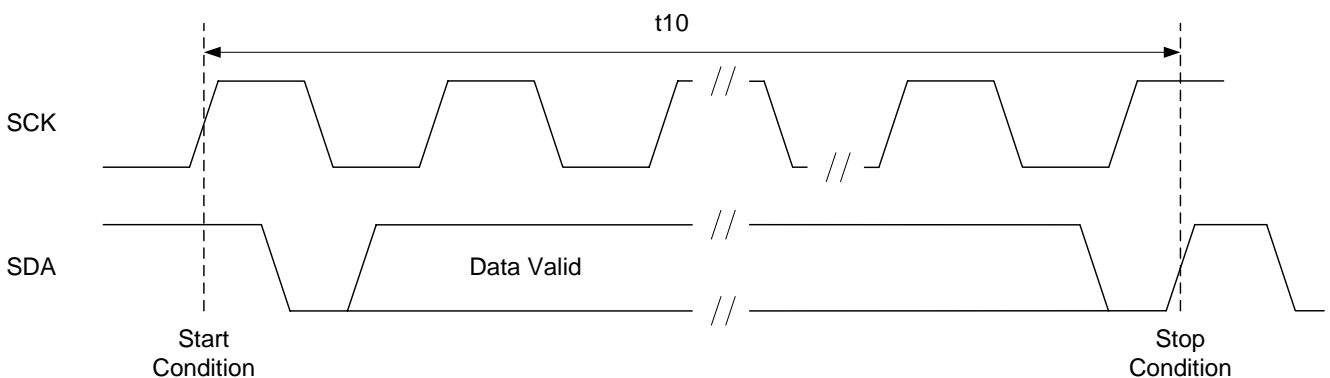 t10
SCK
SDA
Data Valid
Start
Condition
Stop
Condition